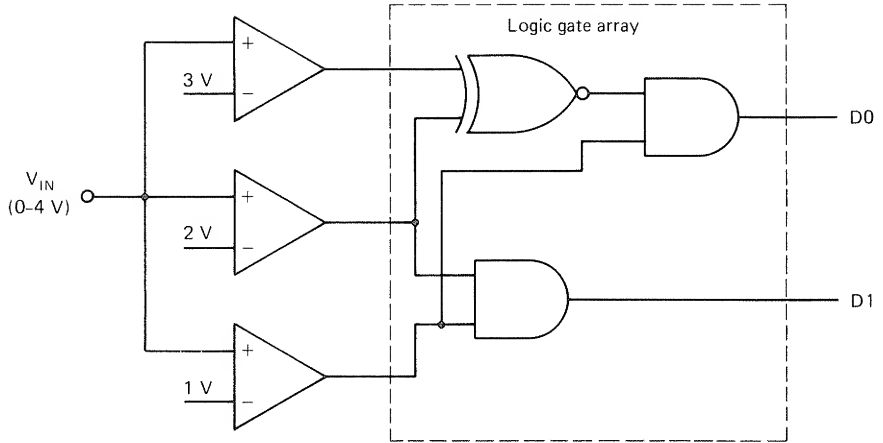 Logic gate array
+
3 V
−
D0
V_IN
(0–4 V)
+
2 V
−
D1
+
1 V
−